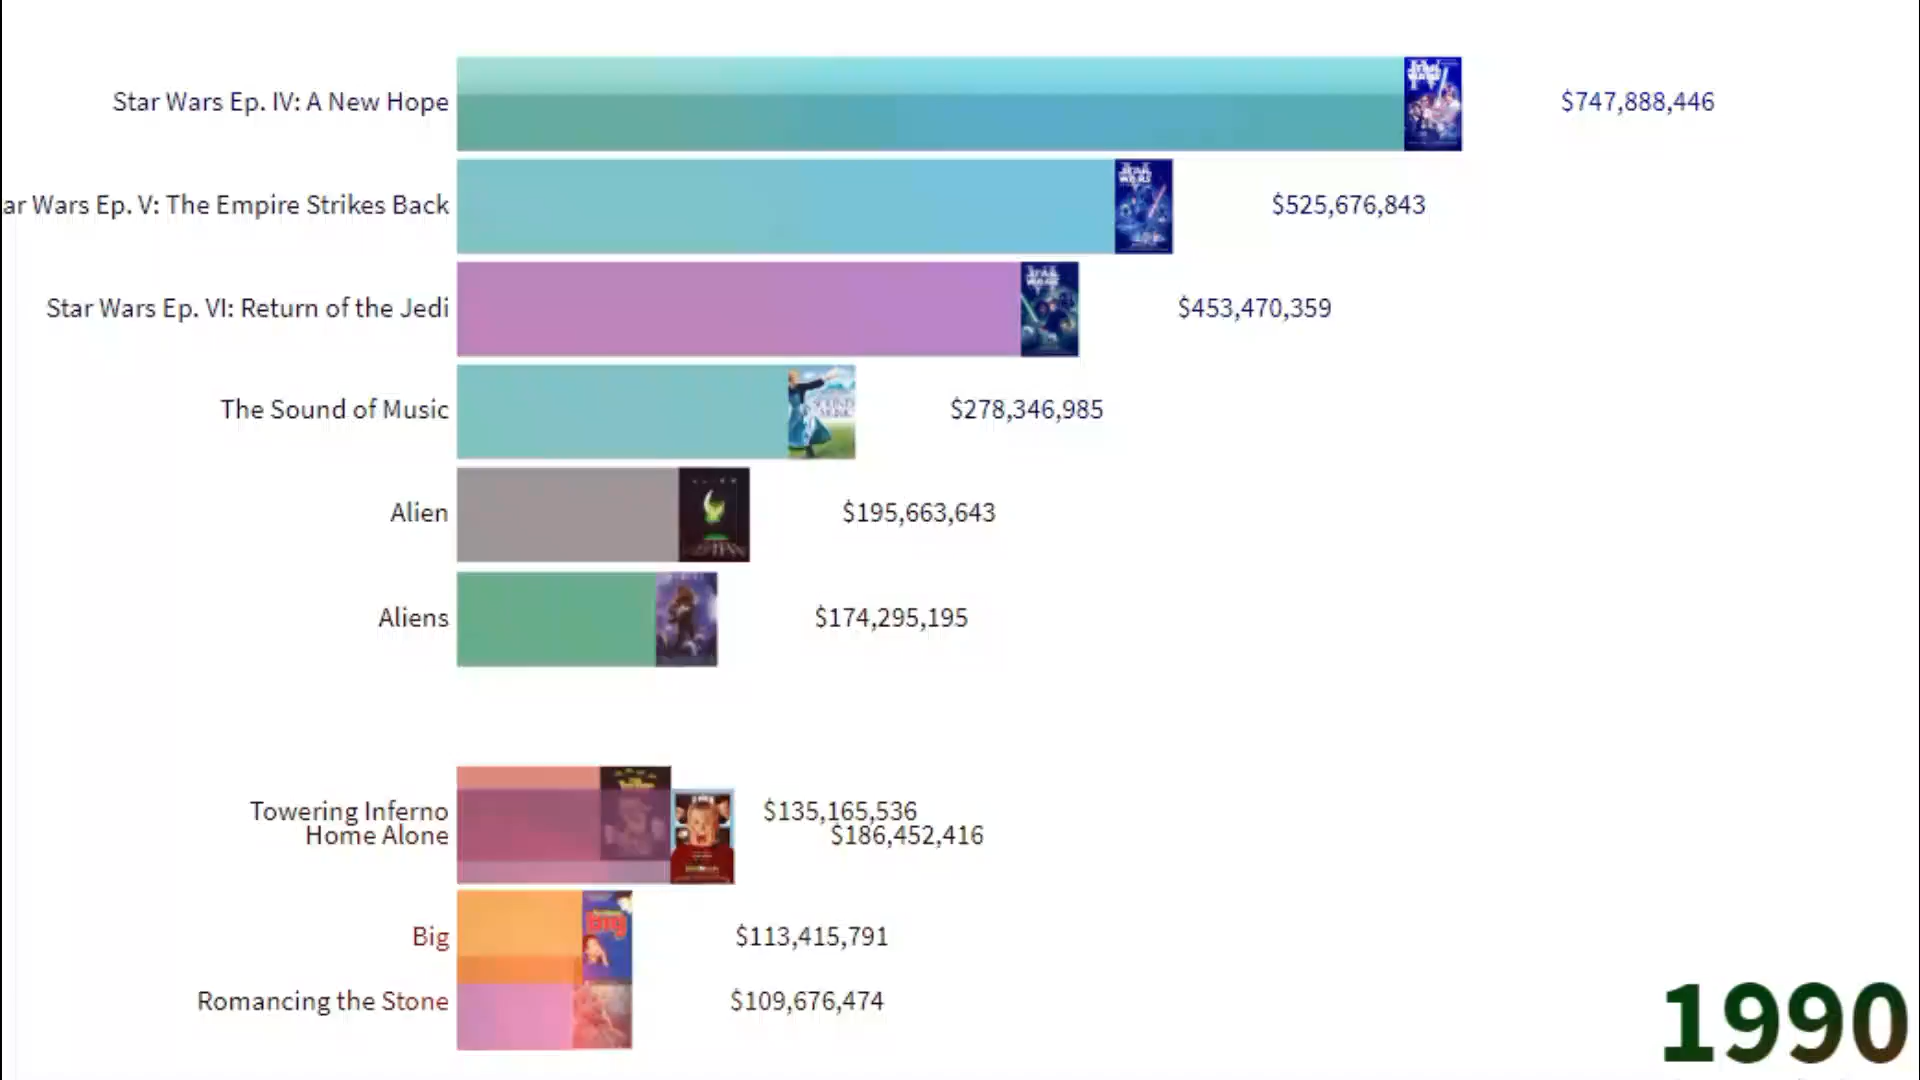 Star Wars Ep. IV: A New Hope $747,888,446
ar Wars Ep. V: The Empire Strikes Back $525,676,843
Star Wars Ep. VI: Return of the Jedi $453,470,359
The Sound of Music $278,346,985
Alien $195,663,643
Aliens $174,295,195
Towering Inferno $135,165,536
Home Alone $186,452,416
Big $113,415,791
Romancing the Stone $109,676,474
1990